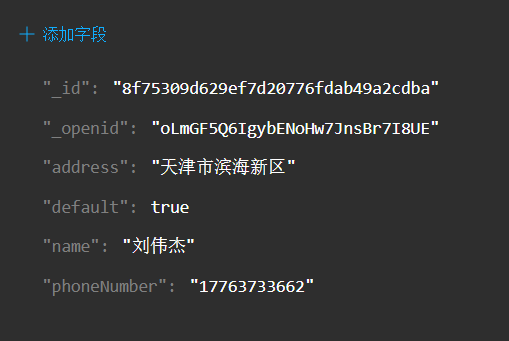 + 添加字段
"_id": "8f75309d629ef7d20776fdab49a2cdba"
"_openid": "oLmGF5Q6IgybENoHw7JnsBr7I8UE"
"address": "天津市滨海新区"
"default": true
"name": "刘伟杰"
"phoneNumber": "17763733662"